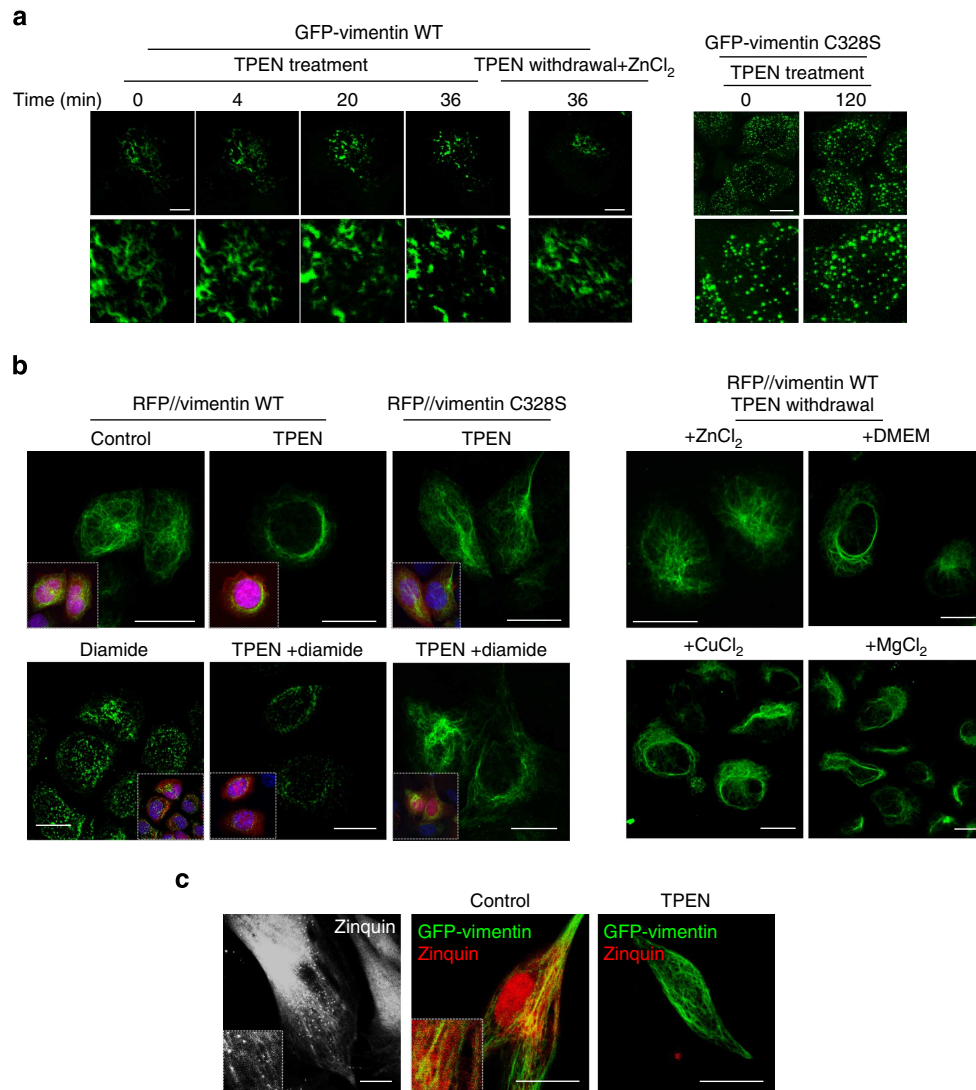 a
GFP-vimentin WT
TPEN treatment
TPEN withdrawal+ZnCl₂
Time (min) 0 4 20 36 36
GFP-vimentin C328S
TPEN treatment
0 120
b
RFP//vimentin WT
Control TPEN
RFP//vimentin C328S
TPEN
Diamide TPEN +diamide TPEN +diamide
RFP//vimentin WT
TPEN withdrawal
+ZnCl₂ +DMEM
+CuCl₂ +MgCl₂
c
Zinquin
Control
GFP-vimentin
Zinquin
TPEN
GFP-vimentin
Zinquin